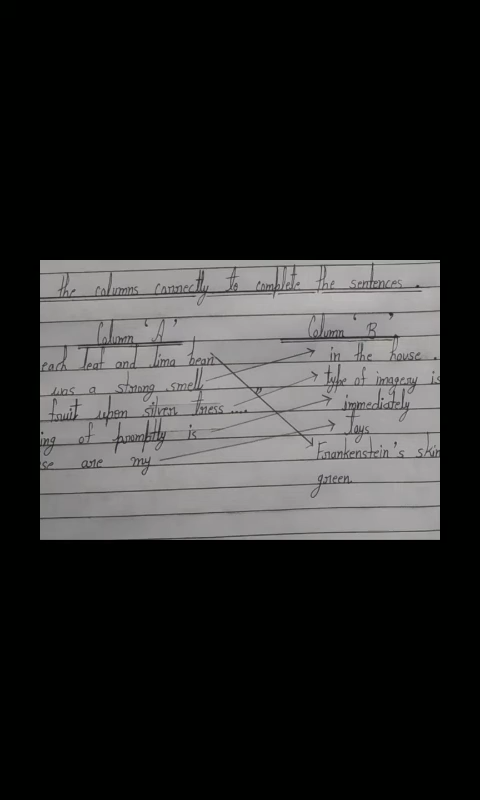 the columns correctly to complete the sentences.
Column 'A' Column 'B'
each leaf and lima bean in the house.
was a strong smell type of imagery is
fruit upon silver tness ...." immediately
ing of promptly is Toys
se are my Frankenstein's skin
green.